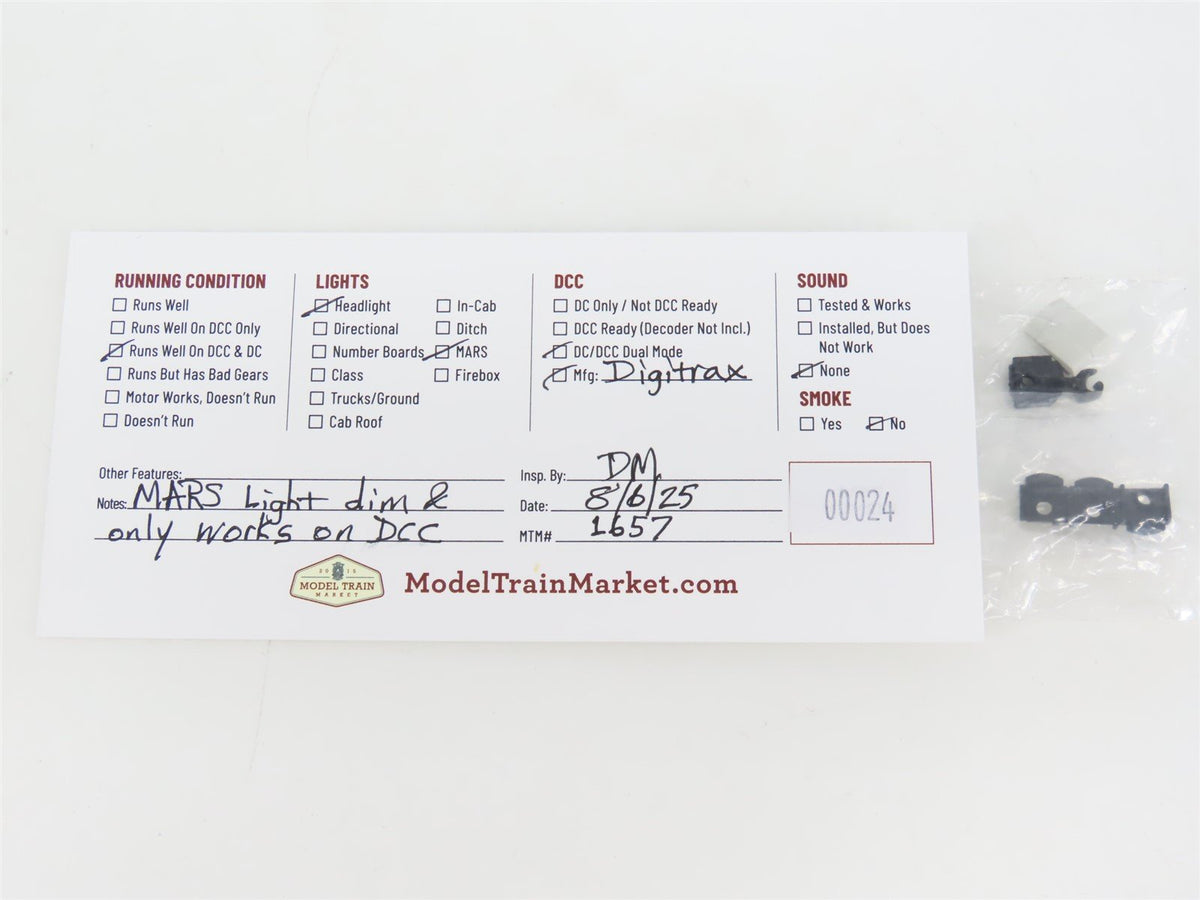 RUNNING CONDITION
Runs Well
Runs Well On DCC Only
Runs Well On DCC & DC
Runs But Has Bad Gears
Motor Works, Doesn't Run
Doesn't Run
LIGHTS
Headlight
Directional
Number Boards
Class
Trucks/Ground
Cab Roof
In-Cab
Ditch
MARS
Firebox
DCC
DC Only / Not DCC Ready
DCC Ready (Decoder Not Incl.)
DC/DCC Dual Mode
Mfg: Digitrax
SOUND
Tested & Works
Installed, But Does
Not Work
None
SMOKE
Yes No
Other Features:
Notes: MARS Light dim &
only works on DCC
Insp. By: DM
Date: 8/6/25
MTM# 1657
00024
2015
MODEL TRAIN
MARKET
ModelTrainMarket.com